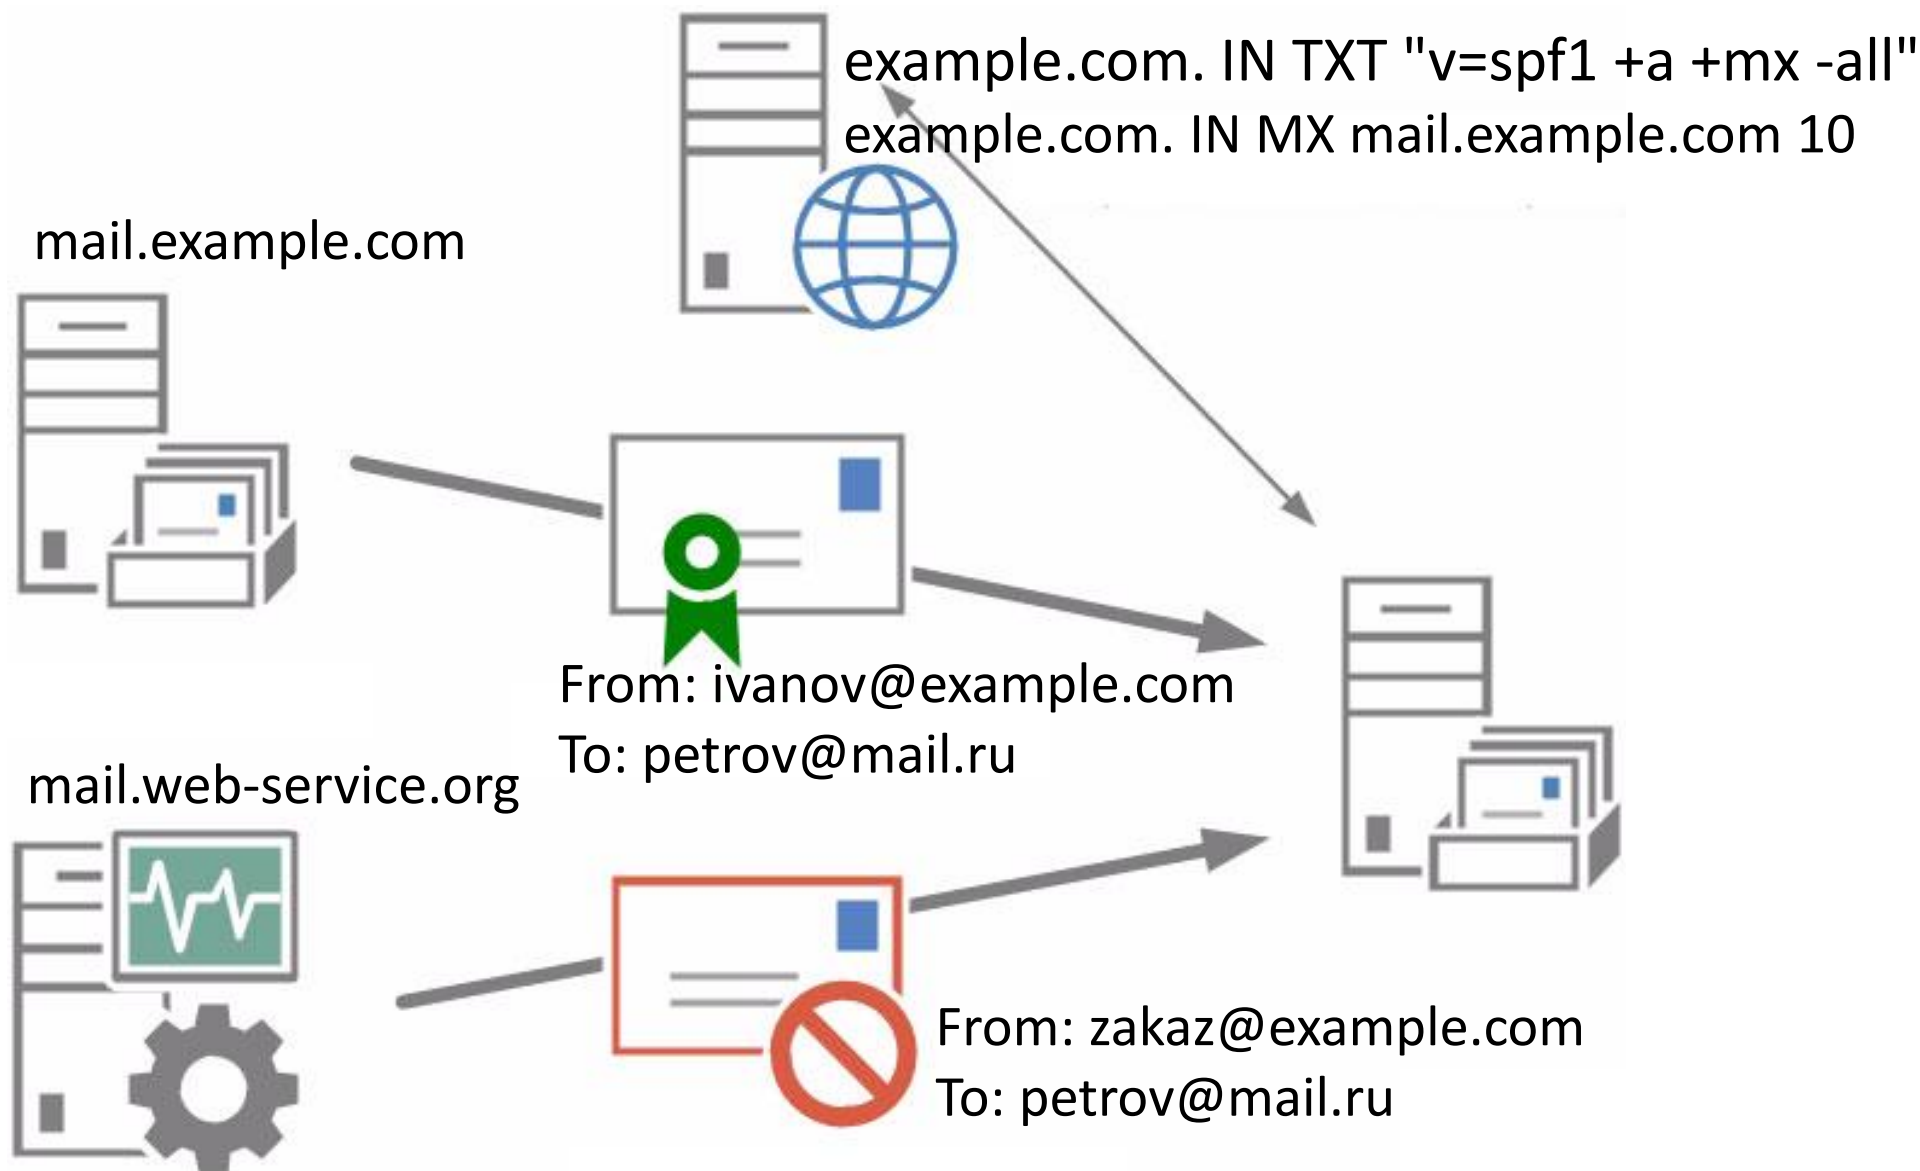 example.com. IN TXT "v=spf1 +a +mx -all"
example.com. IN MX mail.example.com 10
mail.example.com
From: ivanov@example.com
To: petrov@mail.ru
mail.web-service.org
From: zakaz@example.com
To: petrov@mail.ru